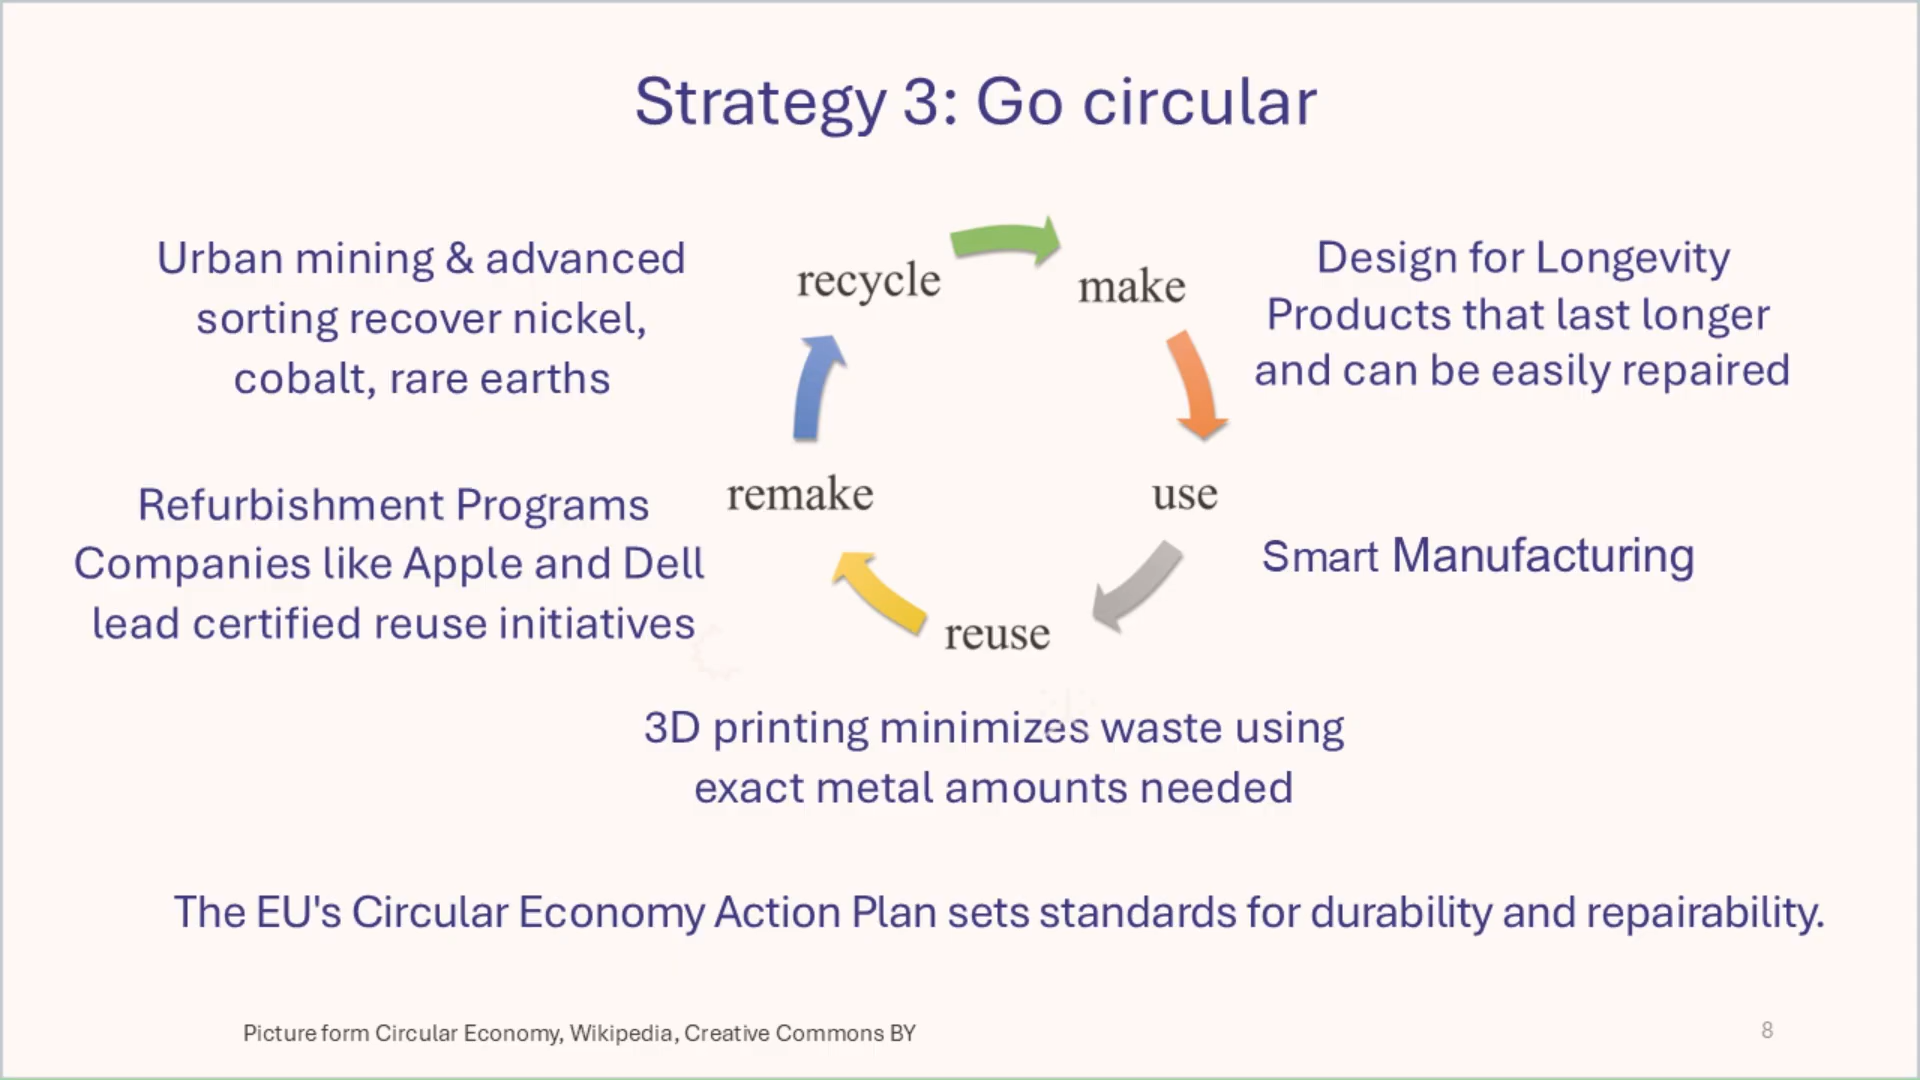 Strategy 3: Go circular
Urban mining & advanced
sorting recover nickel,
cobalt, rare earths
recycle
make
Design for Longevity
Products that last longer
and can be easily repaired
Refurbishment Programs
Companies like Apple and Dell
lead certified reuse initiatives
remake
use
Smart Manufacturing
reuse
3D printing minimizes waste using
exact metal amounts needed
The EU's Circular Economy Action Plan sets standards for durability and repairability.
Picture form Circular Economy, Wikipedia, Creative Commons BY
8